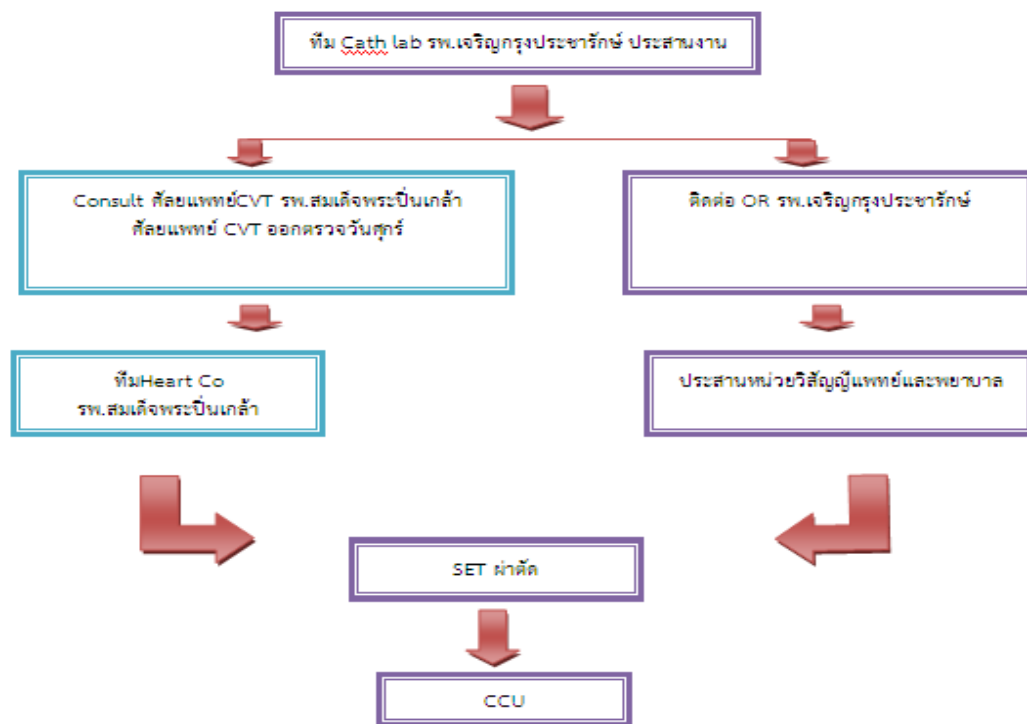 ทีม Cath lab รพ.เจริญกรุงประชารักษ์ ประสานงาน
Consult ศัลยแพทย์CVT รพ.สมเด็จพระปิ่นเกล้า
ศัลยแพทย์ CVT ออกตรวจวันศุกร์
ติดต่อ OR รพ.เจริญกรุงประชารักษ์
ทีมHeart Co
รพ.สมเด็จพระปิ่นเกล้า
ประสานหน่วยวิสัญญีแพทย์และพยาบาล
SET ผ่าตัด
CCU